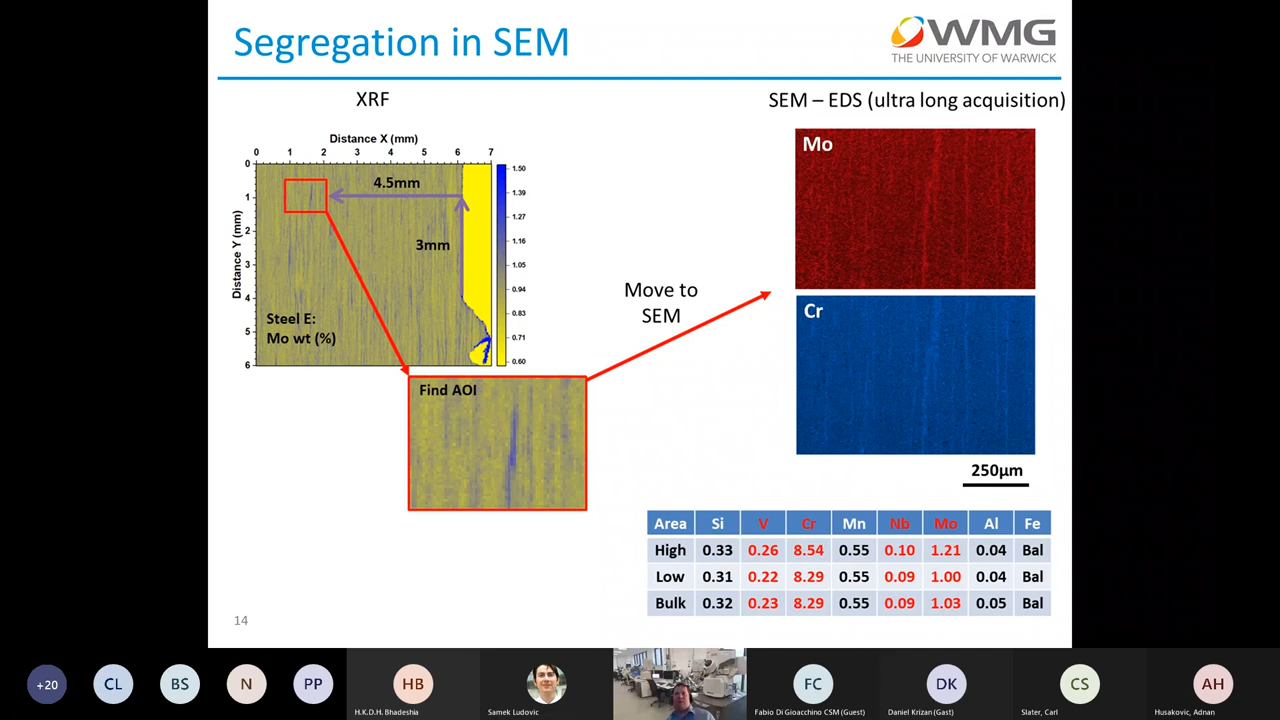 Segregation in SEM
WMG
THE UNIVERSITY OF WARWICK
XRF
SEM – EDS (ultra long acquisition)
Distance X (mm)
0 1 2 3 4 5 6 7
Distance Y (mm)
0
1
2
3
4
5
6
4.5mm
3mm
Steel E:
Mo wt (%)
1.50
1.39
1.27
1.16
1.05
0.94
0.83
0.71
0.60
Find AOI
Move to
SEM
Mo
Cr
250µm
Area Si V Cr Mn Nb Mo Al Fe
High 0.33 0.26 8.54 0.55 0.10 1.21 0.04 Bal
Low 0.31 0.22 8.29 0.55 0.09 1.00 0.04 Bal
Bulk 0.32 0.23 8.29 0.55 0.09 1.03 0.05 Bal
14
+20 CL BS N PP HB FC DK CS AH
H.K.D.H. Bhadeshia Samek Ludovic Fabio Di Gioacchino CSM (Guest) Daniel Krizan (Gast) Slater, Carl Husakovic, Adnan